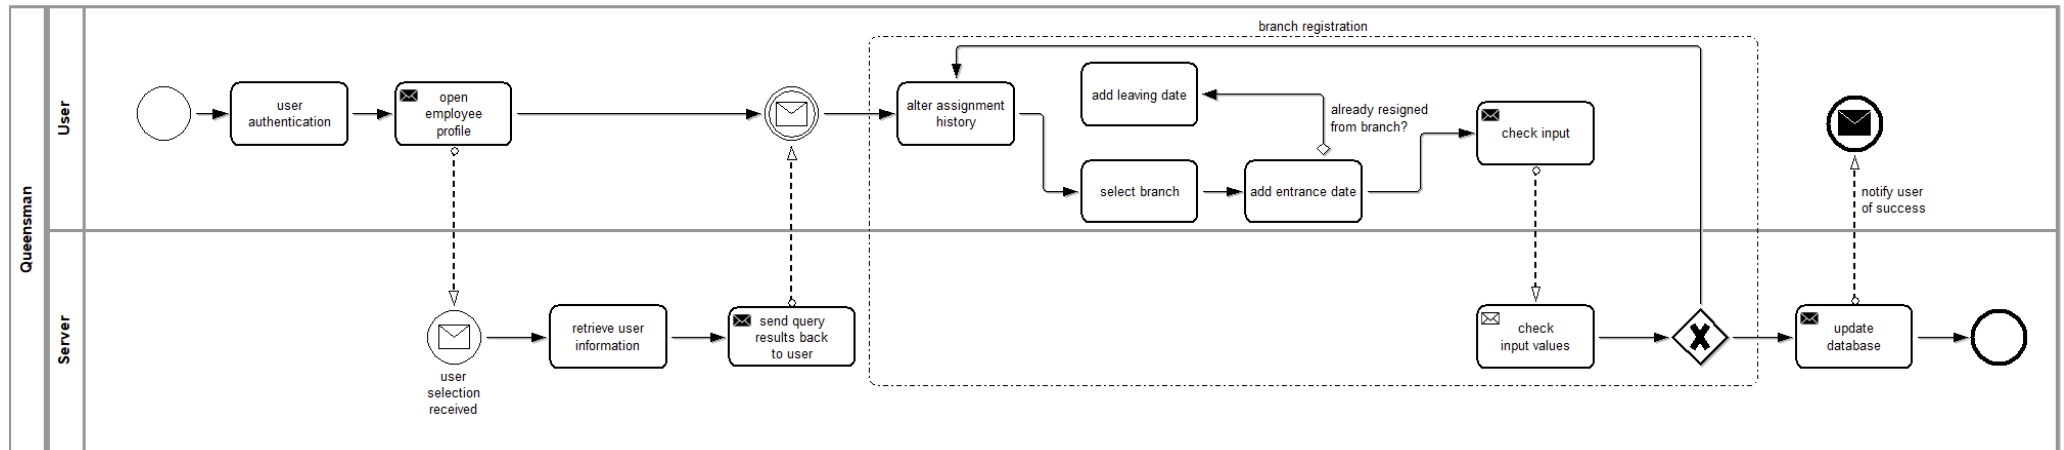 branch registration
Queensman
User
user
authentication
open
employee
profile
alter assignment
history
add leaving date
already resigned
from branch?
check input
select branch
add entrance date
notify user
of success
Server
user
selection
received
retrieve user
information
send query
results back
to user
check
input values
update
database